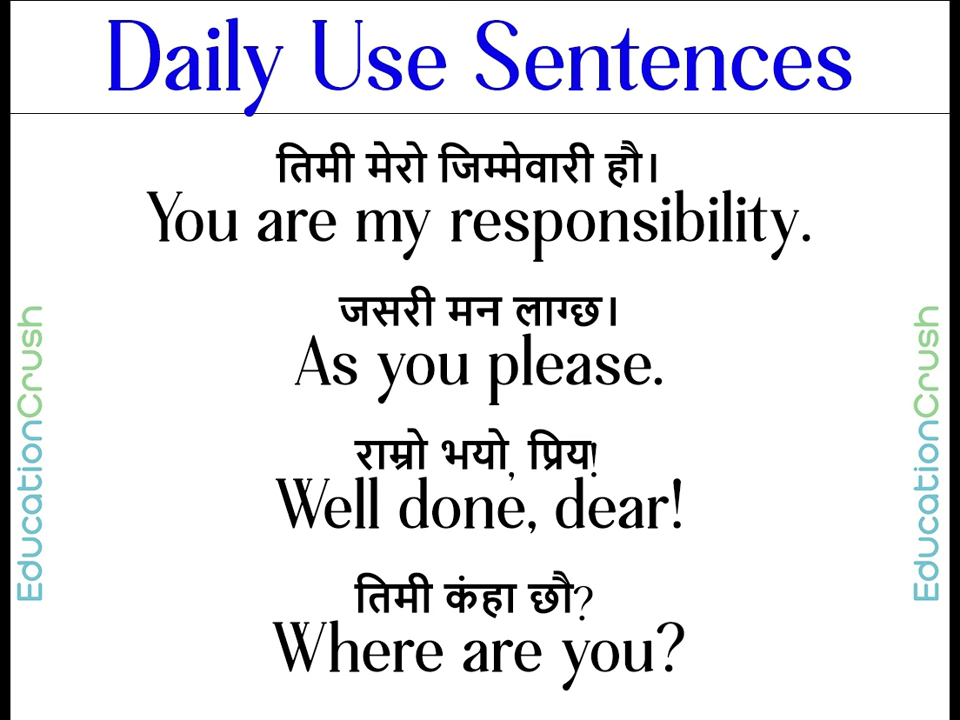 Daily Use Sentences
तिमी मेरो जिम्मेवारी हौ।
You are my responsibility.
जसरी मन लाग्छ।
As you please.
राम्रो भयो, प्रिय!
Well done, dear!
तिमी कंहा छौ?
Where are you?
EducationCrush
EducationCrush